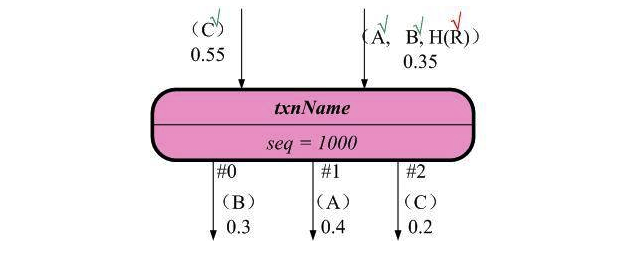 （C） （A, B, H(R)）
0.55 0.35
txnName
seq = 1000
#0 #1 #2
（B） （A） （C）
0.3 0.4 0.2